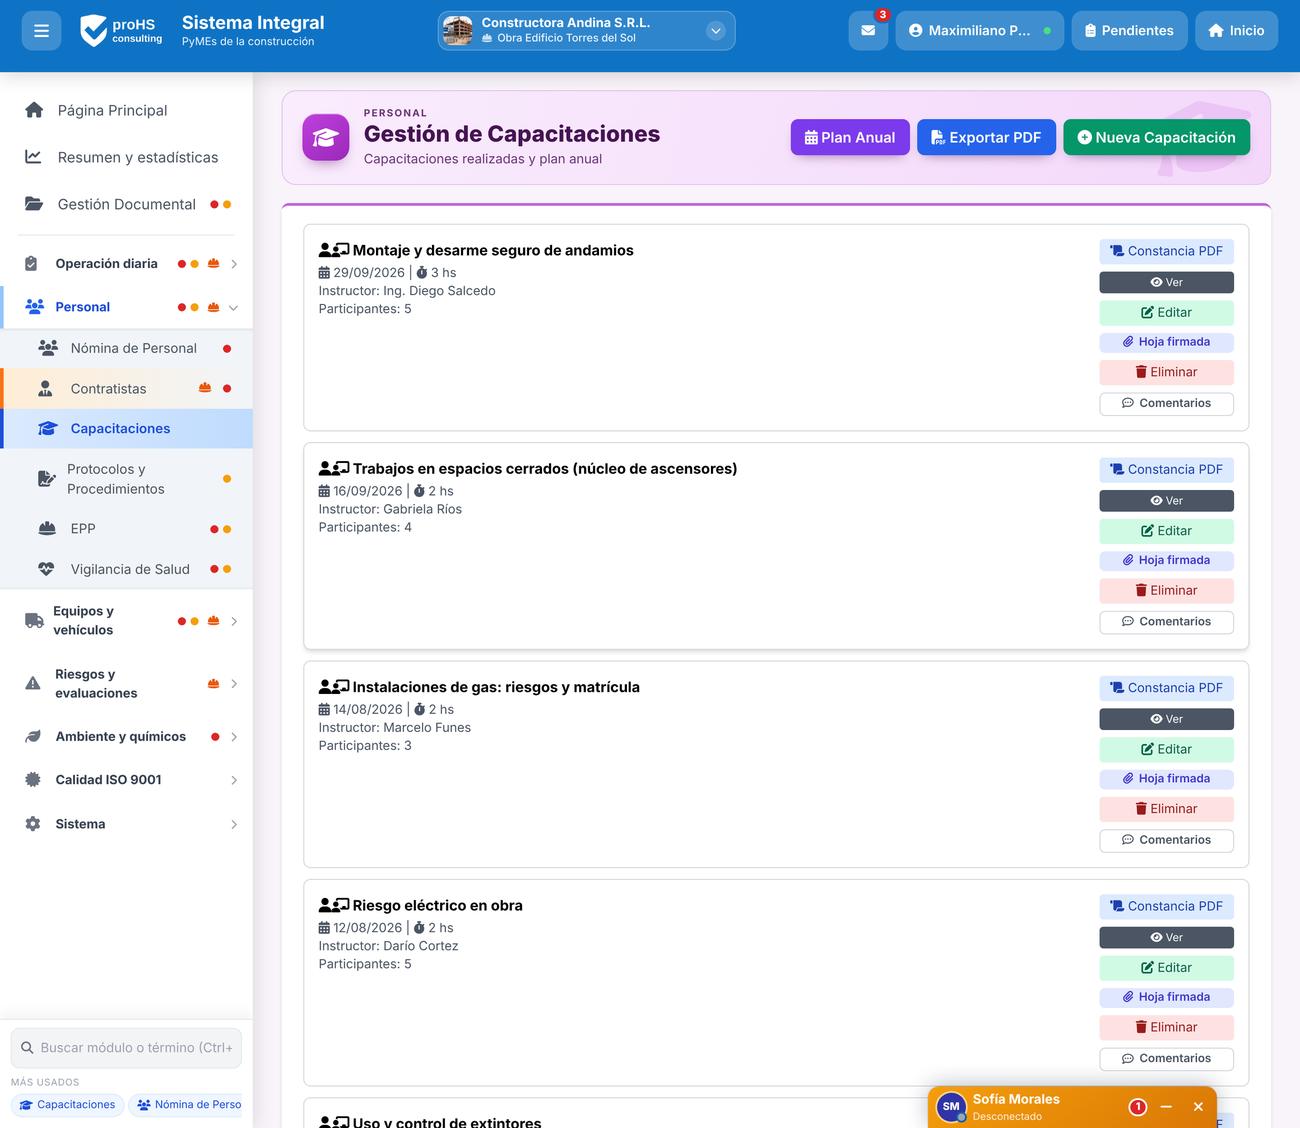 proHS
consulting
Sistema Integral
PyMEs de la construcción
Constructora Andina S.R.L.
Obra Edificio Torres del Sol
3
Maximiliano P...
Pendientes
Inicio
Página Principal
Resumen y estadísticas
Gestión Documental
Operación diaria
Personal
Nómina de Personal
Contratistas
Capacitaciones
Protocolos y
Procedimientos
EPP
Vigilancia de Salud
Equipos y
vehículos
Riesgos y
evaluaciones
Ambiente y químicos
Calidad ISO 9001
Sistema
Buscar módulo o término (Ctrl+
MÁS USADOS
Capacitaciones
Nómina de Perso
PERSONAL
Gestión de Capacitaciones
Capacitaciones realizadas y plan anual
Plan Anual
Exportar PDF
Nueva Capacitación
Montaje y desarme seguro de andamios
29/09/2026 | 3 hs
Instructor: Ing. Diego Salcedo
Participantes: 5
Constancia PDF
Ver
Editar
Hoja firmada
Eliminar
Comentarios
Trabajos en espacios cerrados (núcleo de ascensores)
16/09/2026 | 2 hs
Instructor: Gabriela Ríos
Participantes: 4
Constancia PDF
Ver
Editar
Hoja firmada
Eliminar
Comentarios
Instalaciones de gas: riesgos y matrícula
14/08/2026 | 2 hs
Instructor: Marcelo Funes
Participantes: 3
Constancia PDF
Ver
Editar
Hoja firmada
Eliminar
Comentarios
Riesgo eléctrico en obra
12/08/2026 | 2 hs
Instructor: Darío Cortez
Participantes: 5
Constancia PDF
Ver
Editar
Hoja firmada
Eliminar
Comentarios
Uso y control de extintores
SM
Sofía Morales
Desconectado
1